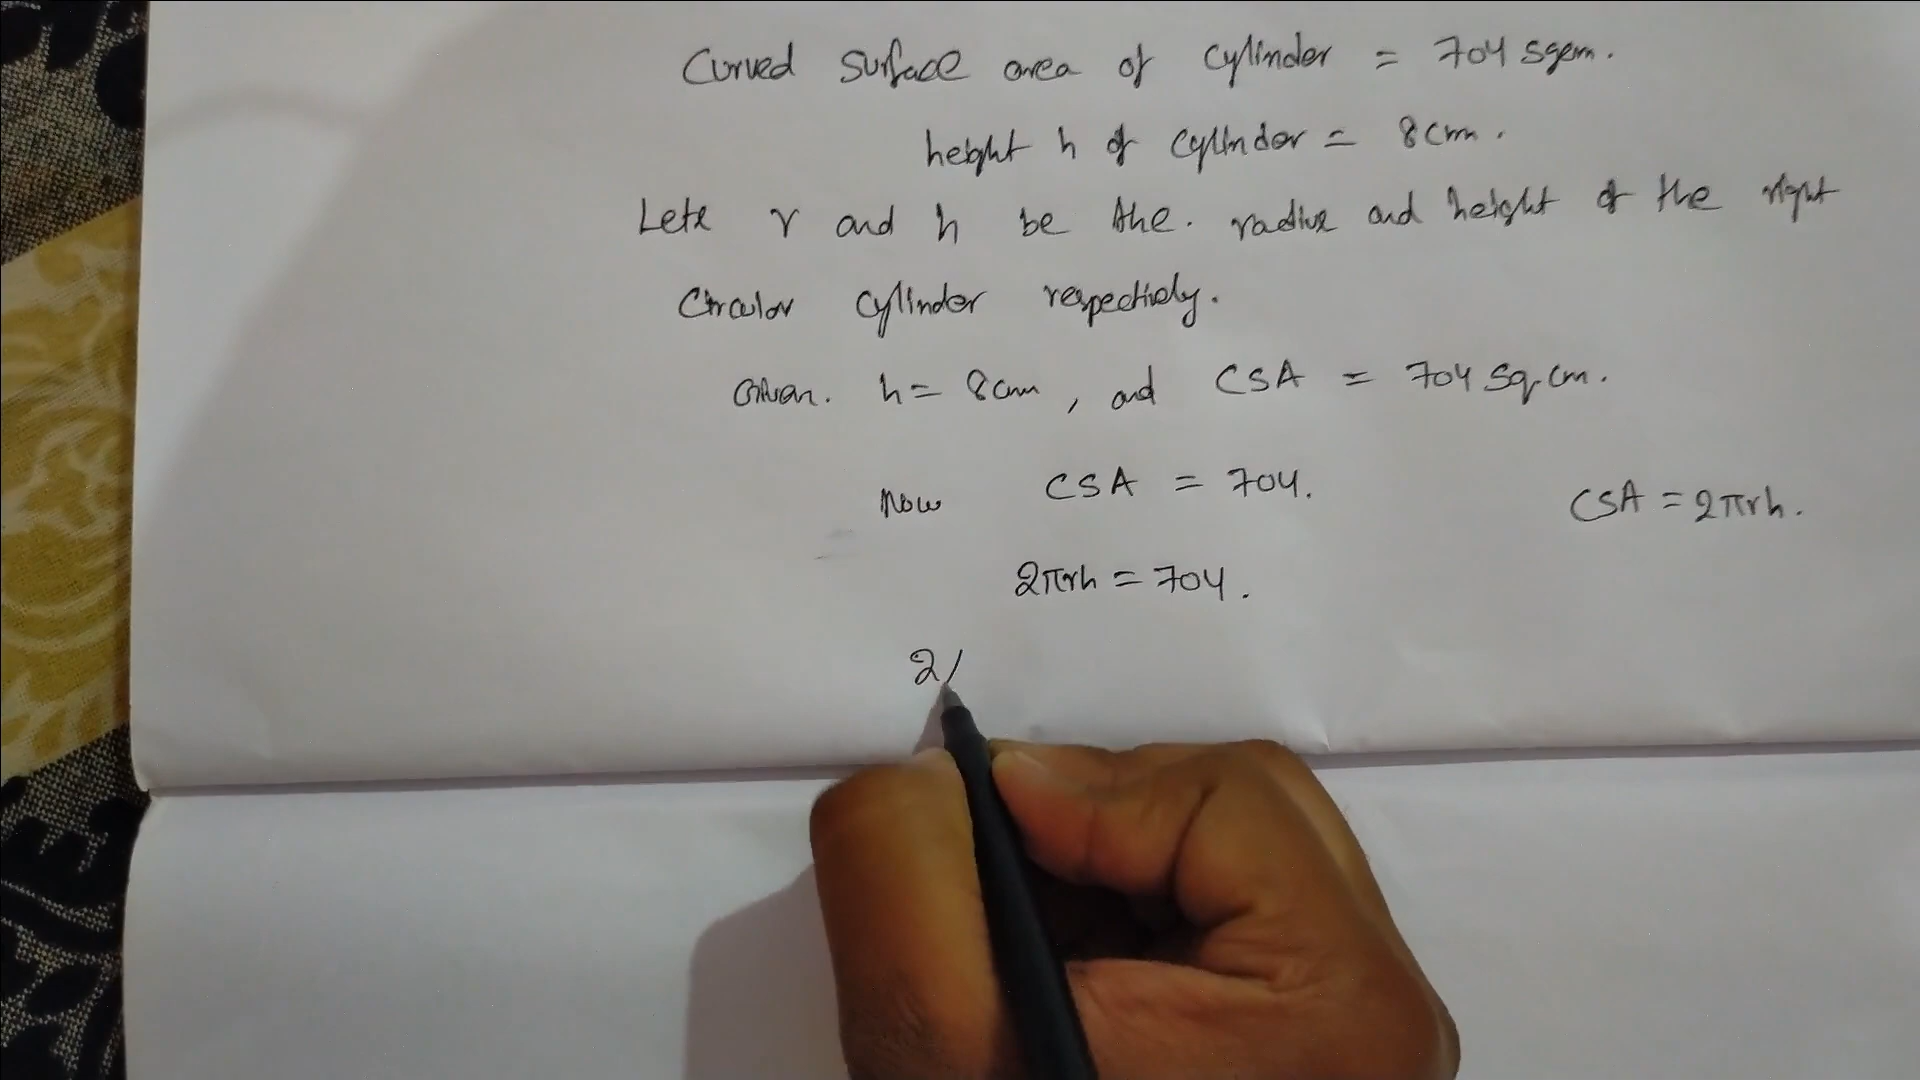 Curved surface area of cylinder = 704 sqcm.
height h of cylinder = 8cm.
Let r and h be the. radius and height of the right
Circular cylinder respectively.
Given. h = 8cm, and CSA = 704 sq.cm.
Now CSA = 704. CSA = 2πrh.
2πrh = 704.
2